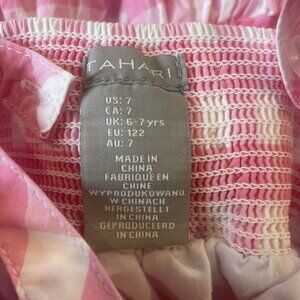 TAHARI
US: 7
CA: 7
UK: 6-7 yrs
EU: 122
AU: 7
MADE IN
CHINA
FABRIQUÉ EN
CHINE
WYPRODUKOWANO
W CHINACH
HERGESTELLT
IN CHINA
GEPRODUCEERD
IN CHINA